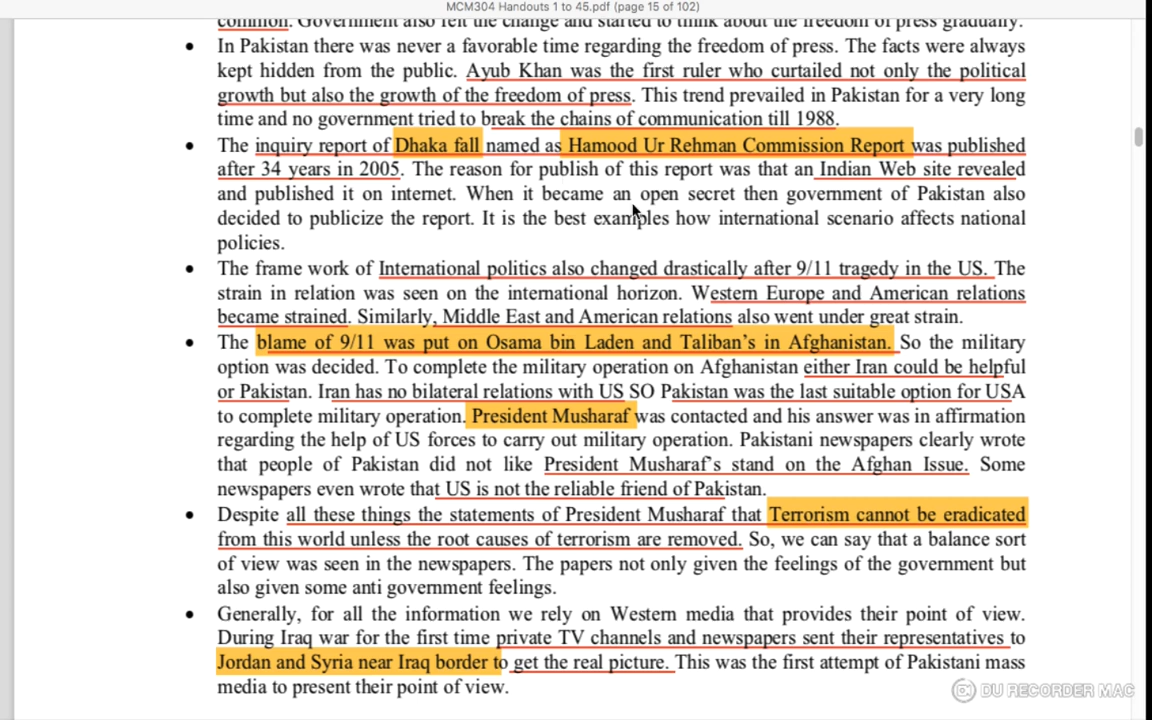 MCM304 Handouts 1 to 45.pdf (page 15 of 102)
common. Government also felt the change and started to think about the freedom of press gradually.
• In Pakistan there was never a favorable time regarding the freedom of press. The facts were always
kept hidden from the public. Ayub Khan was the first ruler who curtailed not only the political
growth but also the growth of the freedom of press. This trend prevailed in Pakistan for a very long
time and no government tried to break the chains of communication till 1988.
• The inquiry report of Dhaka fall named as Hamood Ur Rehman Commission Report was published
after 34 years in 2005. The reason for publish of this report was that an Indian Web site revealed
and published it on internet. When it became an open secret then government of Pakistan also
decided to publicize the report. It is the best examples how international scenario affects national
policies.
• The frame work of International politics also changed drastically after 9/11 tragedy in the US. The
strain in relation was seen on the international horizon. Western Europe and American relations
became strained. Similarly, Middle East and American relations also went under great strain.
• The blame of 9/11 was put on Osama bin Laden and Taliban's in Afghanistan. So the military
option was decided. To complete the military operation on Afghanistan either Iran could be helpful
or Pakistan. Iran has no bilateral relations with US SO Pakistan was the last suitable option for USA
to complete military operation. President Musharaf was contacted and his answer was in affirmation
regarding the help of US forces to carry out military operation. Pakistani newspapers clearly wrote
that people of Pakistan did not like President Musharaf's stand on the Afghan Issue. Some
newspapers even wrote that US is not the reliable friend of Pakistan.
• Despite all these things the statements of President Musharaf that Terrorism cannot be eradicated
from this world unless the root causes of terrorism are removed. So, we can say that a balance sort
of view was seen in the newspapers. The papers not only given the feelings of the government but
also given some anti government feelings.
• Generally, for all the information we rely on Western media that provides their point of view.
During Iraq war for the first time private TV channels and newspapers sent their representatives to
Jordan and Syria near Iraq border to get the real picture. This was the first attempt of Pakistani mass
media to present their point of view.
DU RECORDER MAC